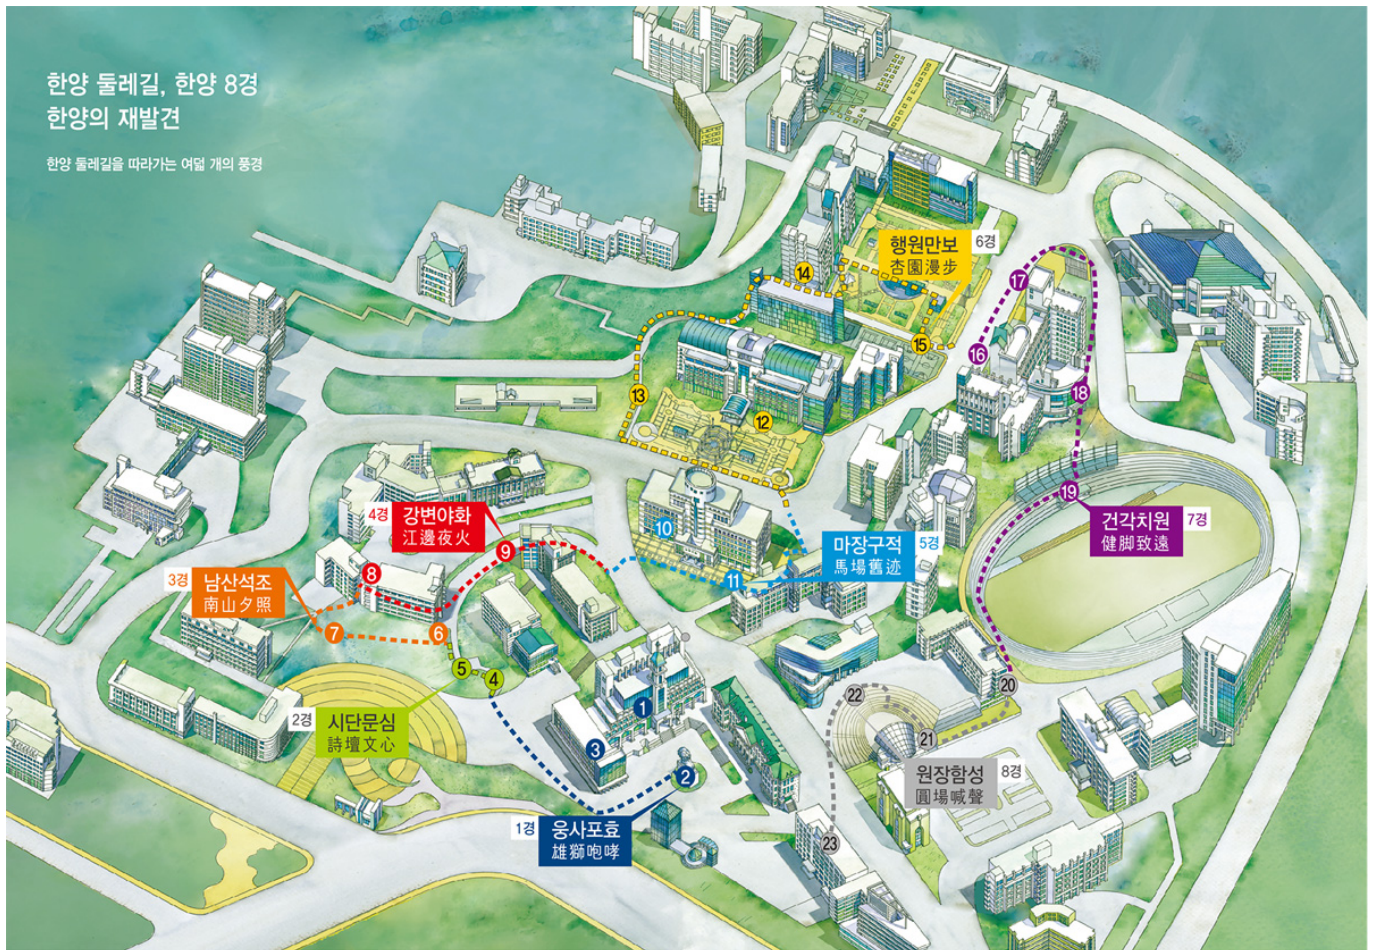 한양 둘레길, 한양 8경
한양의 재발견
한양 둘레길을 따라가는 여덟 개의 풍경
행원만보
杏園漫步
6경
14
15
17
16
13
12
18
19
건각치원
健脚致遠
7경
4경
강변야화
江邊夜火
9
10
마장구적
馬場舊迹
5경
11
3경
남산석조
南山夕照
8
7
6
5
4
20
2경
시단문심
詩壇文心
1
3
2
22
21
원장함성
圓場喊聲
8경
1경
웅사포효
雄獅咆哮
23